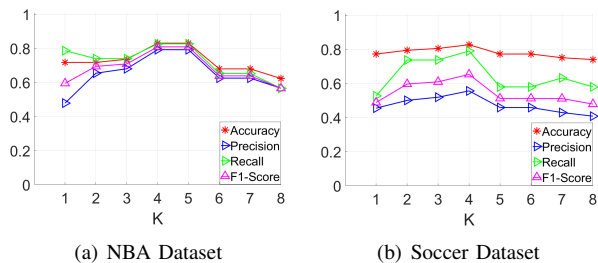 1
0.8
0.6
0.4
0.2
0
1 2 3 4 5 6 7 8
K
Accuracy
Precision
Recall
F1-Score
(a) NBA Dataset
1
0.8
0.6
0.4
0.2
0
1 2 3 4 5 6 7 8
K
Accuracy
Precision
Recall
F1-Score
(b) Soccer Dataset